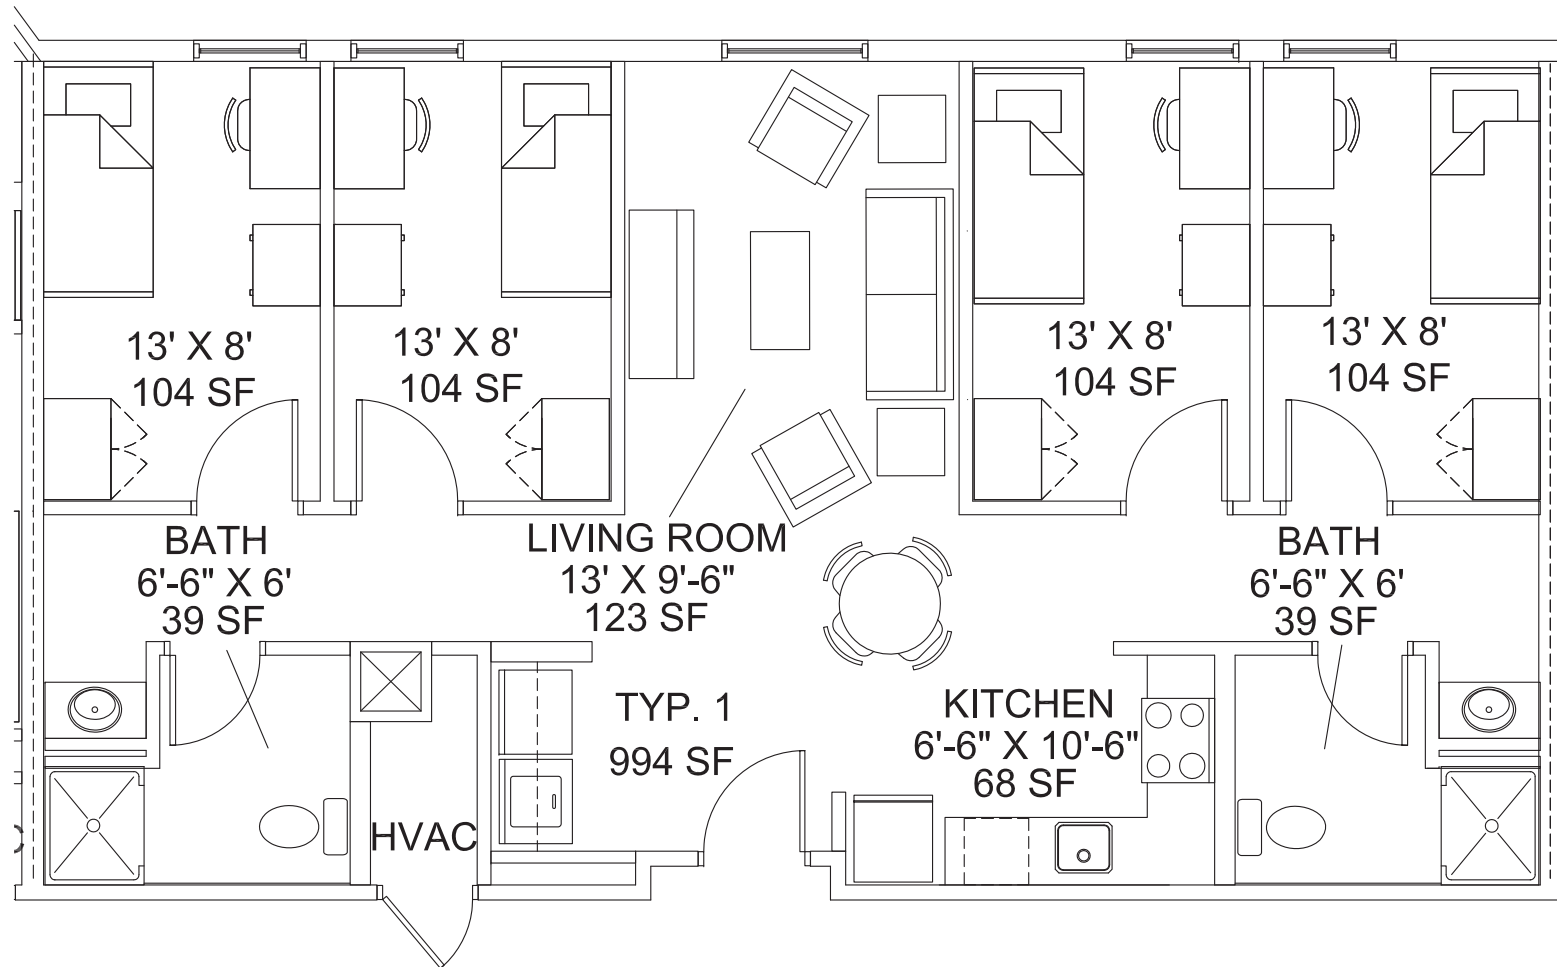 13' X 8'
104 SF
13' X 8'
104 SF
13' X 8'
104 SF
13' X 8'
104 SF
BATH
6'-6" X 6'
39 SF
LIVING ROOM
13' X 9'-6"
123 SF
BATH
6'-6" X 6'
39 SF
TYP. 1
994 SF
KITCHEN
6'-6" X 10'-6"
68 SF
HVAC